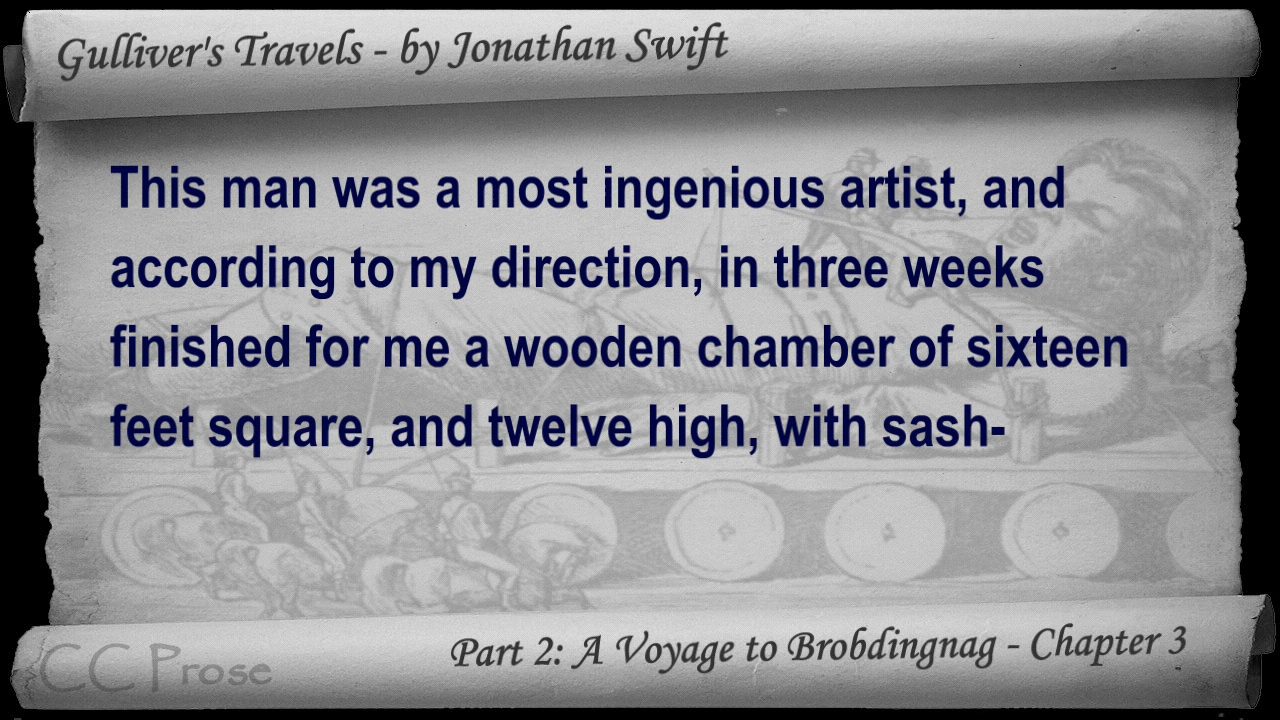 Gulliver's Travels - by Jonathan Swift
This man was a most ingenious artist, and
according to my direction, in three weeks
finished for me a wooden chamber of sixteen
feet square, and twelve high, with sash-
Part 2: A Voyage to Brobdingnag - Chapter 3
CC Prose